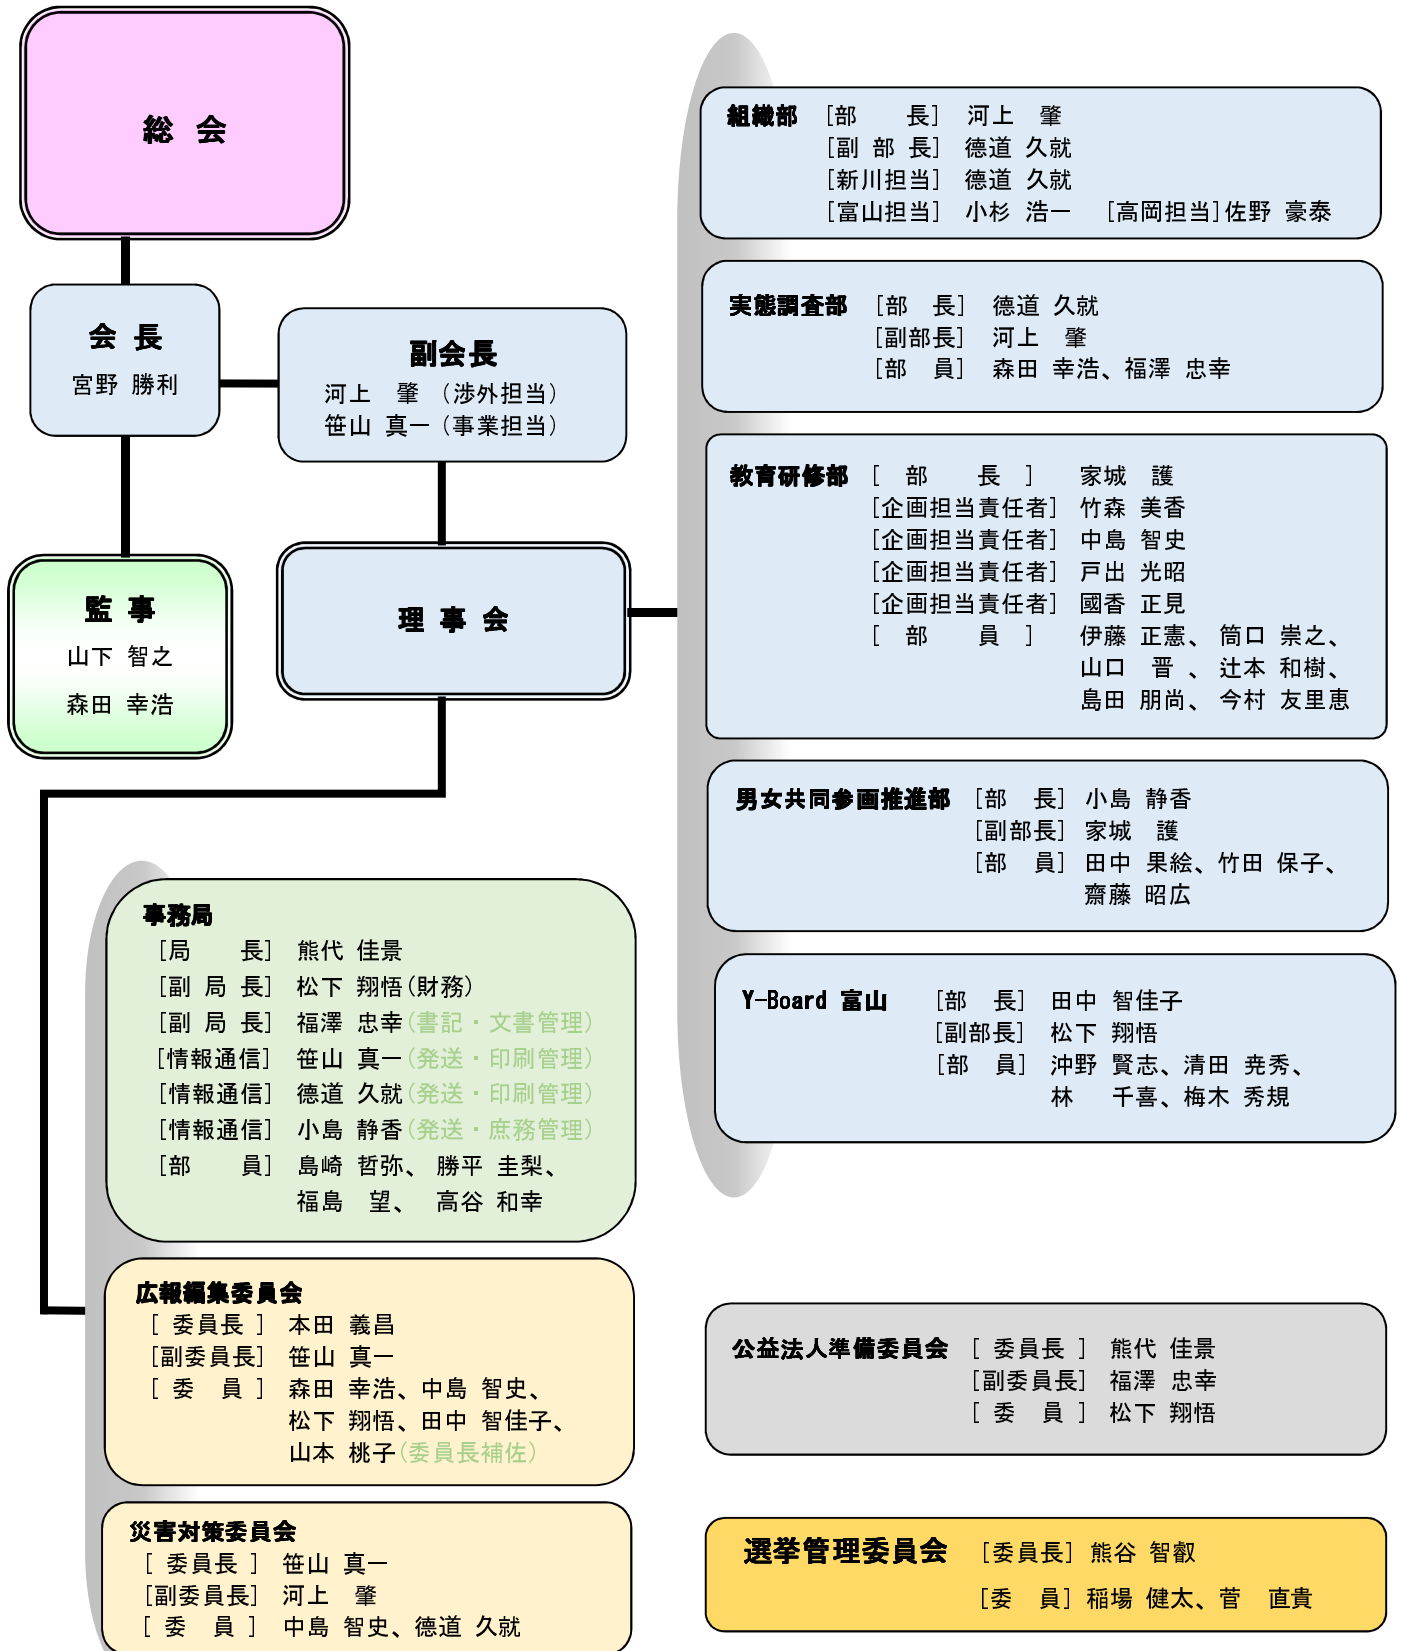 総 会
会 長
宮野 勝利
副会長
河上　肇 （渉外担当）
笹山 真一（事業担当）
監 事
山下 智之
森田 幸浩
理 事 会
組織部 ［部　　長］ 河上　肇
［副 部 長］ 德道 久就
［新川担当］ 德道 久就
［富山担当］ 小杉 浩一 ［高岡担当］佐野 豪泰
実態調査部 ［部　長］ 德道 久就
［副部長］ 河上　肇
［部　員］ 森田 幸浩、福澤 忠幸
教育研修部 ［ 部　　長 ］ 家城　護
［企画担当責任者］ 竹森 美香
［企画担当責任者］ 中島 智史
［企画担当責任者］ 戸出 光昭
［企画担当責任者］ 國香 正見
［ 部　　員 ］ 伊藤 正憲、 筒口 崇之、
山口　晋 、 辻本 和樹、
島田 朋尚、 今村 友里恵
男女共同参画推進部 ［部　長］ 小島 静香
［副部長］ 家城　護
［部　員］ 田中 果絵、竹田 保子、
齋藤 昭広
Y-Board 富山 ［部　長］ 田中 智佳子
［副部長］ 松下 翔悟
［部　員］ 沖野 賢志、清田 尭秀、
林　千喜、梅木 秀規
事務局
［局　　長］ 熊代 佳景
［副 局 長］ 松下 翔悟（財務）
［副 局 長］ 福澤 忠幸（書記・文書管理）
［情報通信］ 笹山 真一（発送・印刷管理）
［情報通信］ 德道 久就（発送・印刷管理）
［情報通信］ 小島 静香（発送・庶務管理）
［部　　員］ 島崎 哲弥、 勝平 圭梨、
福島　望、 高谷 和幸
広報編集委員会
［ 委員長 ］ 本田 義昌
［副委員長］ 笹山 真一
［ 委　員 ］ 森田 幸浩、中島 智史、
松下 翔悟、田中 智佳子、
山本 桃子（委員長補佐）
災害対策委員会
［ 委員長 ］ 笹山 真一
［副委員長］ 河上　肇
［ 委　員 ］ 中島 智史、德道 久就
公益法人準備委員会 ［ 委員長 ］ 熊代 佳景
［副委員長］ 福澤 忠幸
［ 委　員 ］ 松下 翔悟
選挙管理委員会 ［委員長］ 熊谷 智叡
［委　員］ 稲場 健太、菅　直貴